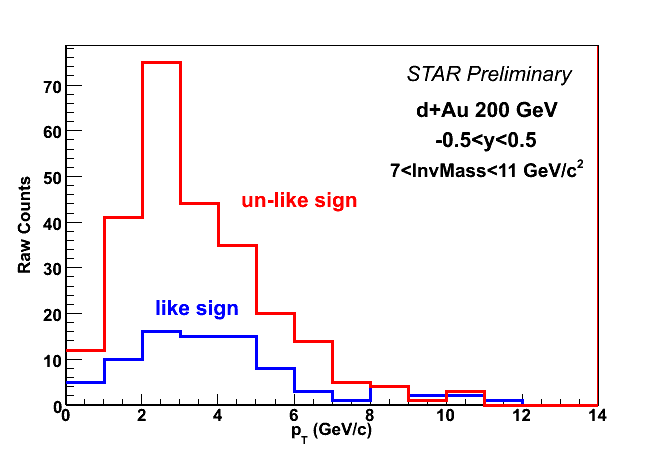 STAR Preliminary
d+Au 200 GeV
-0.5<y<0.5
7<InvMass<11 GeV/c²
un-like sign
like sign
Raw Counts
70
60
50
40
30
20
10
0
0 2 4 6 8 10 12 14
p_T (GeV/c)